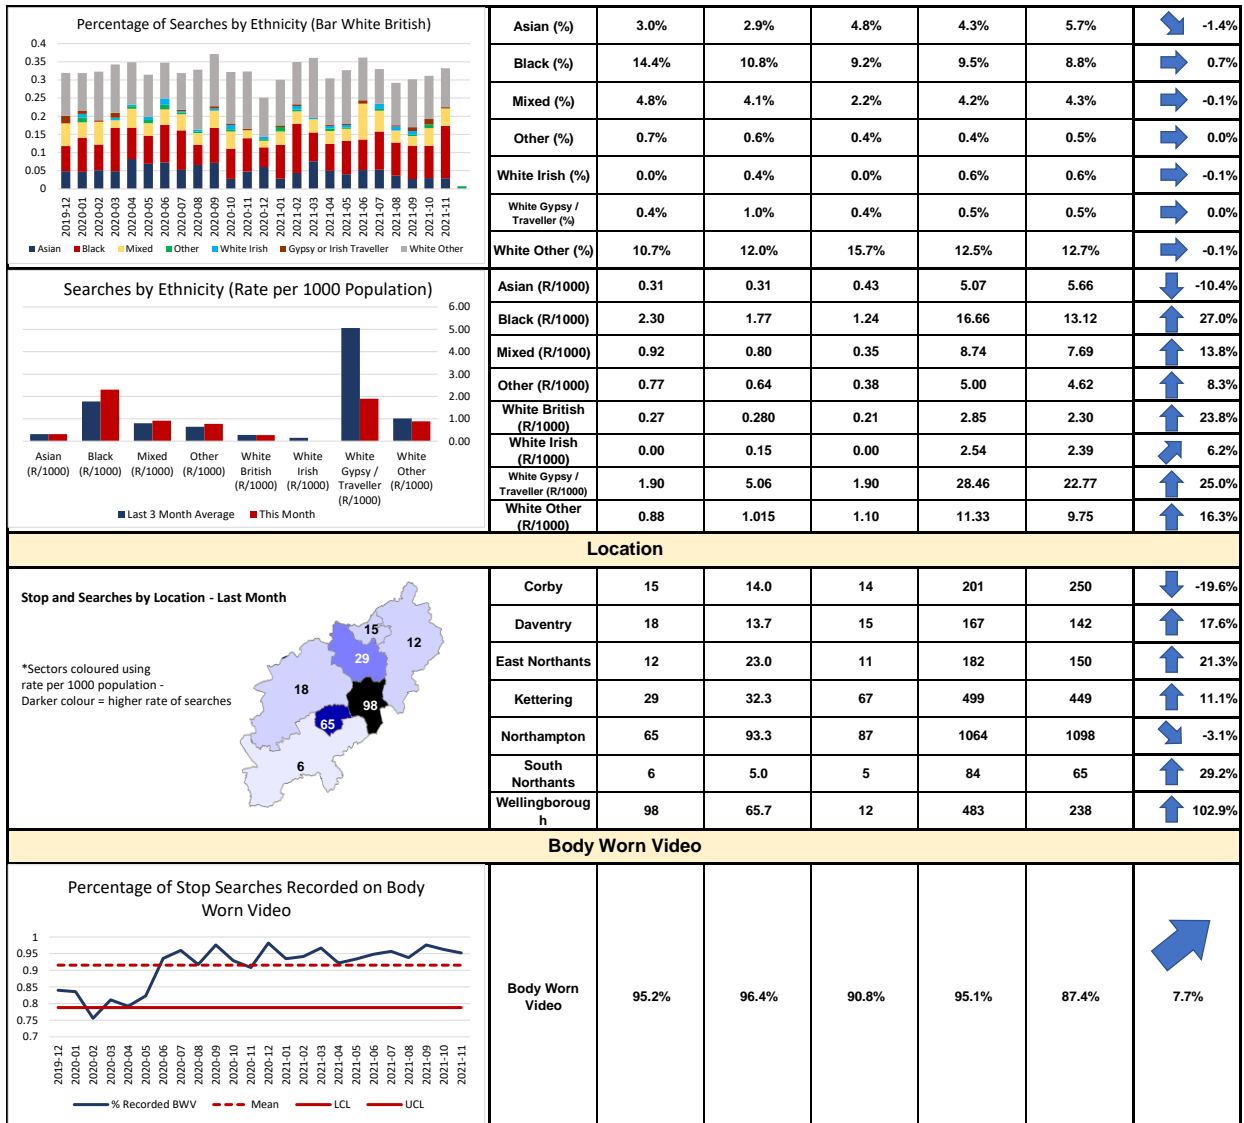 Percentage of Searches by Ethnicity (Bar White British)
0.4
0.35
0.3
0.25
0.2
0.15
0.1
0.05
0
2019-12 2020-01 2020-02 2020-03 2020-04 2020-05 2020-06 2020-07 2020-08 2020-09 2020-10 2020-11 2020-12 2021-01 2021-02 2021-03 2021-04 2021-05 2021-06 2021-07 2021-08 2021-09 2021-10 2021-11
Asian Black Mixed Other White Irish Gypsy or Irish Traveller White Other
Asian (%) 3.0% 2.9% 4.8% 4.3% 5.7% -1.4%
Black (%) 14.4% 10.8% 9.2% 9.5% 8.8% 0.7%
Mixed (%) 4.8% 4.1% 2.2% 4.2% 4.3% -0.1%
Other (%) 0.7% 0.6% 0.4% 0.4% 0.5% 0.0%
White Irish (%) 0.0% 0.4% 0.0% 0.6% 0.6% -0.1%
White Gypsy /
Traveller (%) 0.4% 1.0% 0.4% 0.5% 0.5% 0.0%
White Other (%) 10.7% 12.0% 15.7% 12.5% 12.7% -0.1%
Searches by Ethnicity (Rate per 1000 Population)
6.00
5.00
4.00
3.00
2.00
1.00
0.00
Asian (R/1000)
Black (R/1000)
Mixed (R/1000)
Other (R/1000)
White British (R/1000)
White Irish (R/1000)
White Gypsy / Traveller (R/1000)
White Other (R/1000)
Last 3 Month Average This Month
Asian (R/1000) 0.31 0.31 0.43 5.07 5.66 -10.4%
Black (R/1000) 2.30 1.77 1.24 16.66 13.12 27.0%
Mixed (R/1000) 0.92 0.80 0.35 8.74 7.69 13.8%
Other (R/1000) 0.77 0.64 0.38 5.00 4.62 8.3%
White British
(R/1000) 0.27 0.280 0.21 2.85 2.30 23.8%
White Irish
(R/1000) 0.00 0.15 0.00 2.54 2.39 6.2%
White Gypsy /
Traveller (R/1000) 1.90 5.06 1.90 28.46 22.77 25.0%
White Other
(R/1000) 0.88 1.015 1.10 11.33 9.75 16.3%
Location
Stop and Searches by Location - Last Month
*Sectors coloured using
rate per 1000 population -
Darker colour = higher rate of searches
15
12
29
18
98
65
6
Corby 15 14.0 14 201 250 -19.6%
Daventry 18 13.7 15 167 142 17.6%
East Northants 12 23.0 11 182 150 21.3%
Kettering 29 32.3 67 499 449 11.1%
Northampton 65 93.3 87 1064 1098 -3.1%
South
Northants 6 5.0 5 84 65 29.2%
Wellingboroug
h 98 65.7 12 483 238 102.9%
Body Worn Video
Percentage of Stop Searches Recorded on Body
Worn Video
1
0.95
0.9
0.85
0.8
0.75
0.7
2019-12 2020-01 2020-02 2020-03 2020-04 2020-05 2020-06 2020-07 2020-08 2020-09 2020-10 2020-11 2020-12 2021-01 2021-02 2021-03 2021-04 2021-05 2021-06 2021-07 2021-08 2021-09 2021-10 2021-11
% Recorded BWV Mean LCL UCL
Body Worn
Video 95.2% 96.4% 90.8% 95.1% 87.4% 7.7%